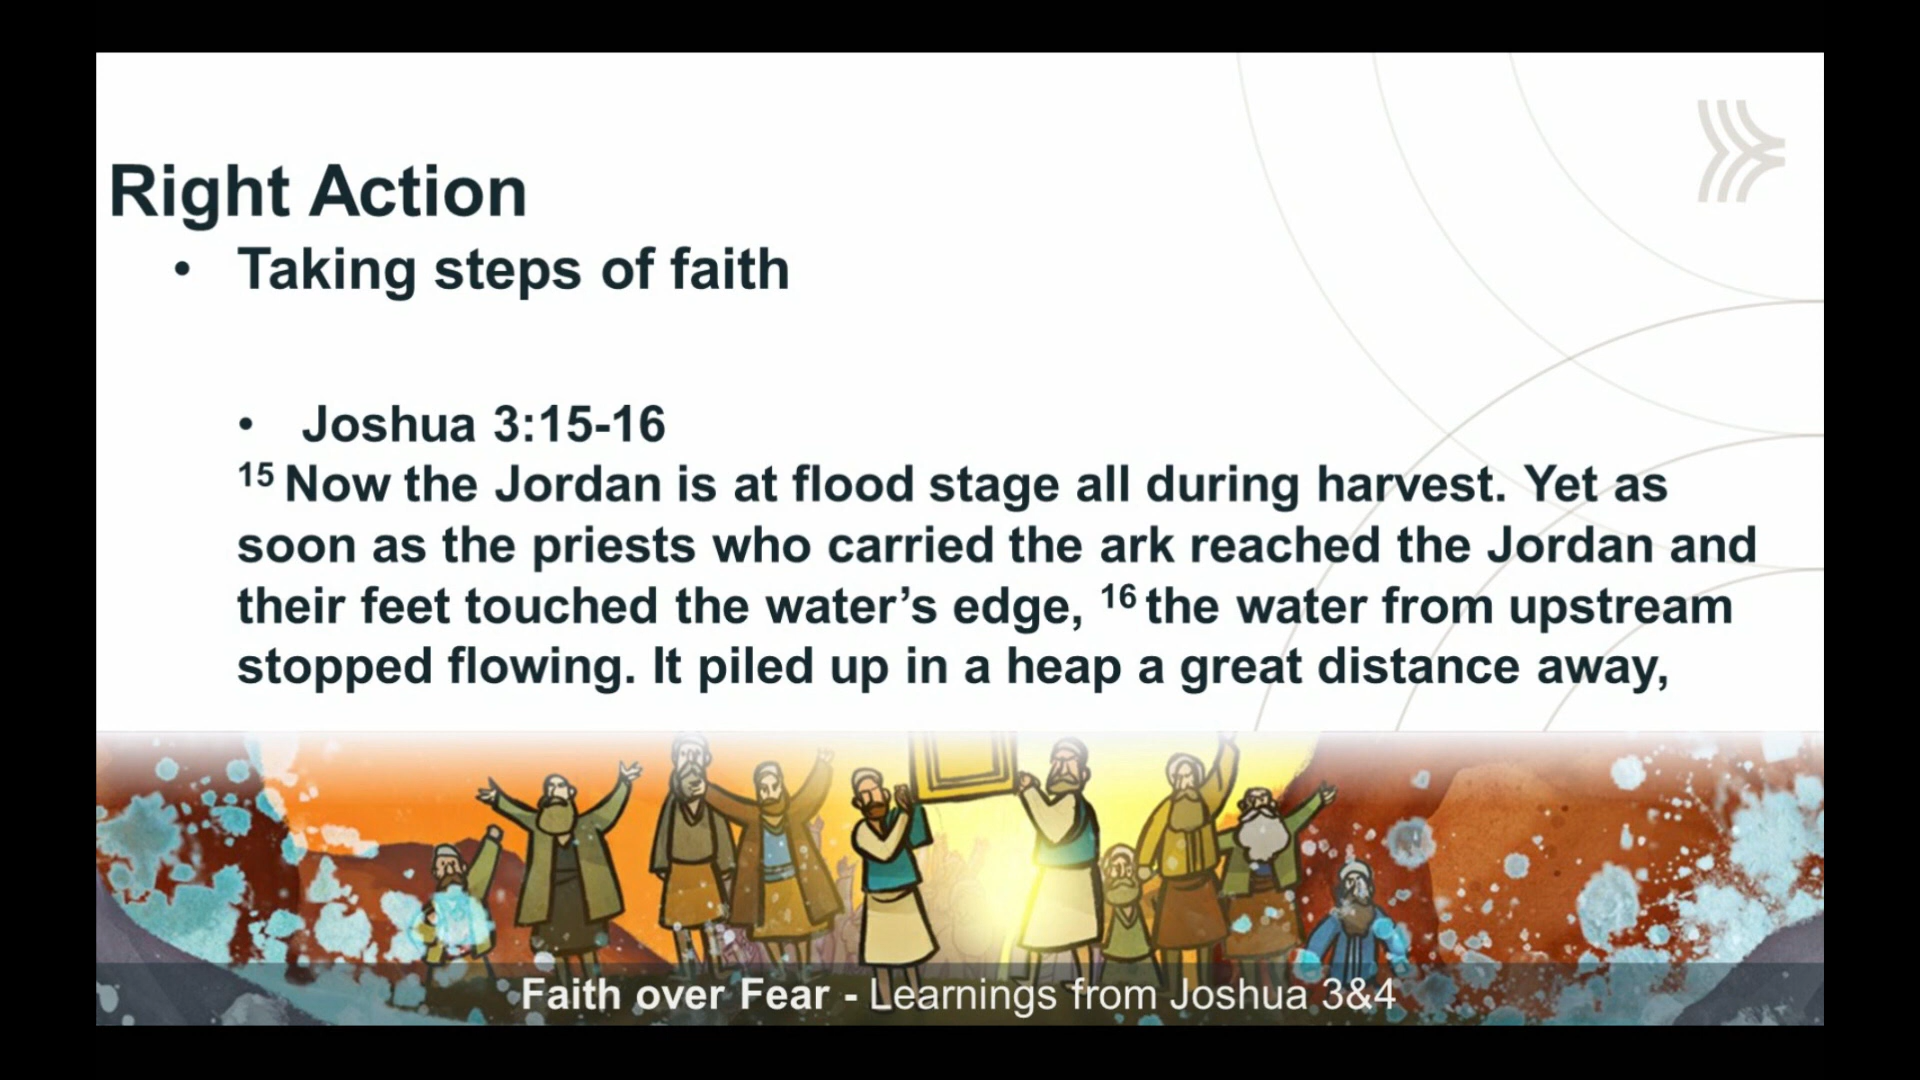 Right Action
• Taking steps of faith
• Joshua 3:15-16
15 Now the Jordan is at flood stage all during harvest. Yet as
soon as the priests who carried the ark reached the Jordan and
their feet touched the water’s edge, 16 the water from upstream
stopped flowing. It piled up in a heap a great distance away,
Faith over Fear - Learnings from Joshua 3&4